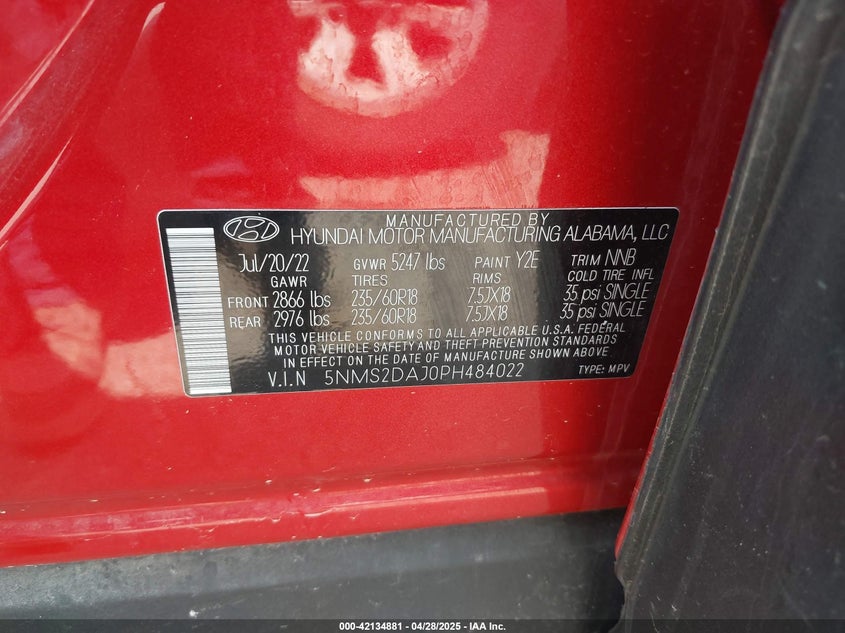 MANUFACTURED BY
HYUNDAI MOTOR MANUFACTURING ALABAMA, LLC
Jul/20/22 GVWR 5247 lbs PAINT Y2E TRIM NNB
GAWR TIRES RIMS COLD TIRE INFL
FRONT 2866 lbs 235/60R18 7.5JX18 35 psi SINGLE
REAR 2976 lbs 235/60R18 7.5JX18 35 psi SINGLE
THIS VEHICLE CONFORMS TO ALL APPLICABLE U.S.A. FEDERAL
MOTOR VEHICLE SAFETY AND THEFT PREVENTION STANDARDS
IN EFFECT ON THE DATE OF MANUFACTURE SHOWN ABOVE.
V.I.N 5NMS2DAJ0PH484022 TYPE: MPV
000-42134881 - 04/28/2025 - IAA Inc.